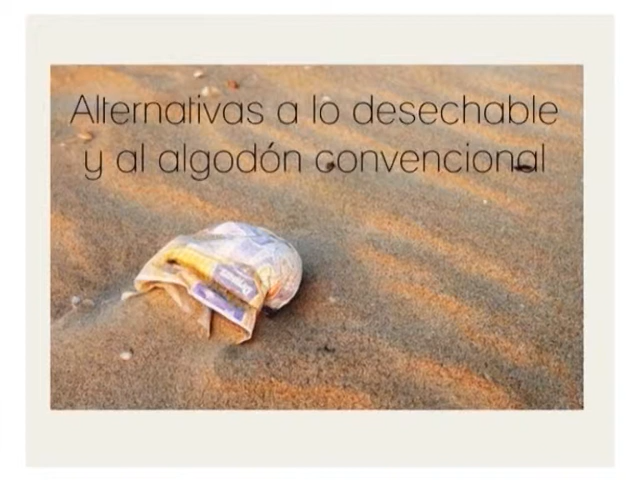 Alternativas a lo desechable
y al algodón convencional